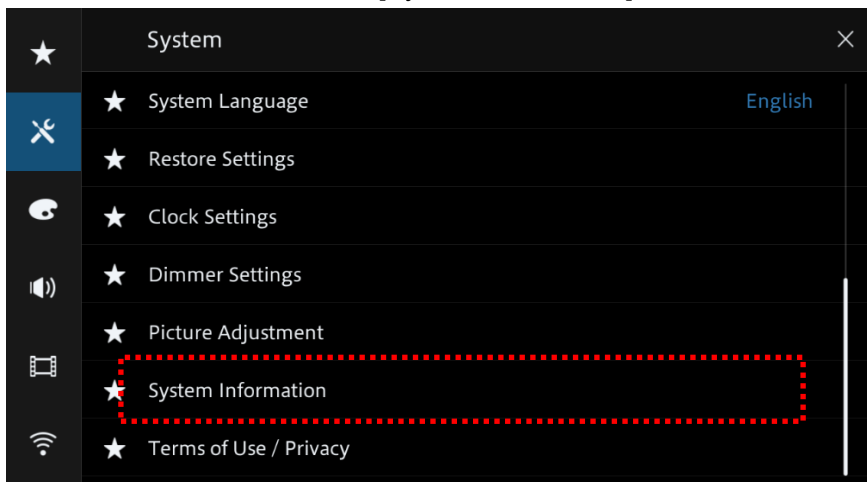 System
System Language English
Restore Settings
Clock Settings
Dimmer Settings
Picture Adjustment
System Information
Terms of Use / Privacy